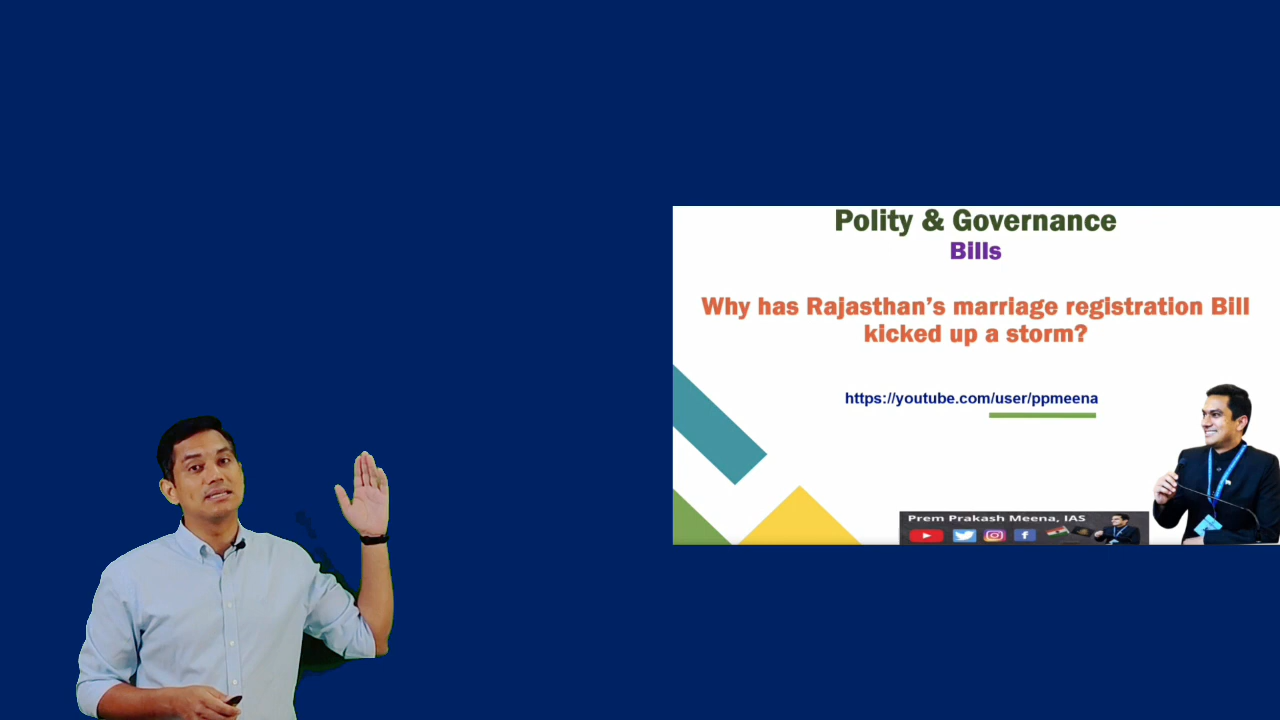 Polity & Governance
Bills
Why has Rajasthan’s marriage registration Bill
kicked up a storm?
https://youtube.com/user/ppmeena
Prem Prakash Meena, IAS